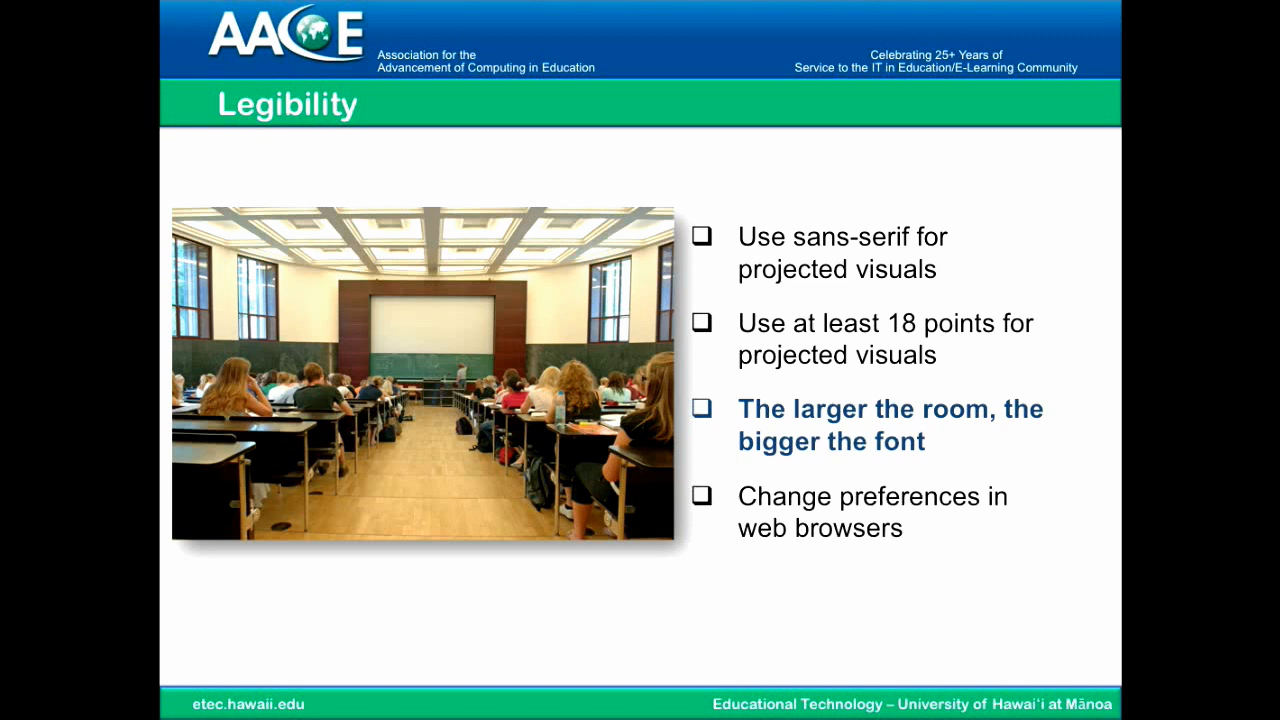 AACE
Association for the
Advancement of Computing in Education
Celebrating 25+ Years of
Service to the IT in Education/E-Learning Community
Legibility
Use sans-serif for
projected visuals
Use at least 18 points for
projected visuals
The larger the room, the
bigger the font
Change preferences in
web browsers
etec.hawaii.edu
Educational Technology – University of Hawai‘i at Mānoa